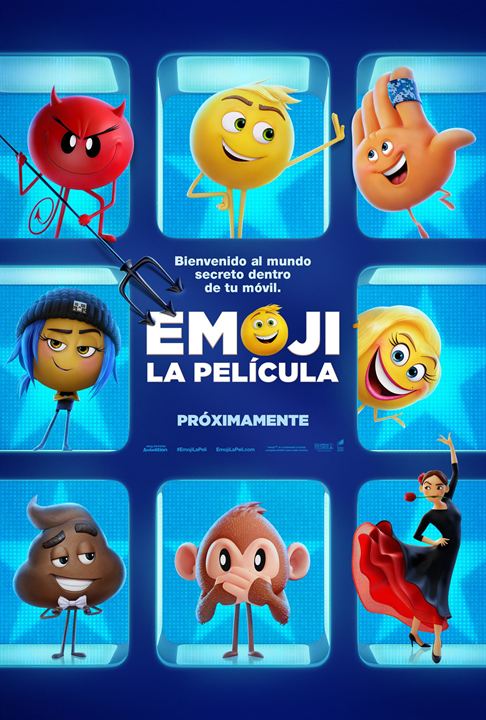 Bienvenido al mundo
secreto dentro
de tu móvil.
EMOJI
LA PELÍCULA
PRÓXIMAMENTE
#EmojiLaPeli
EmojiLaPeli.com